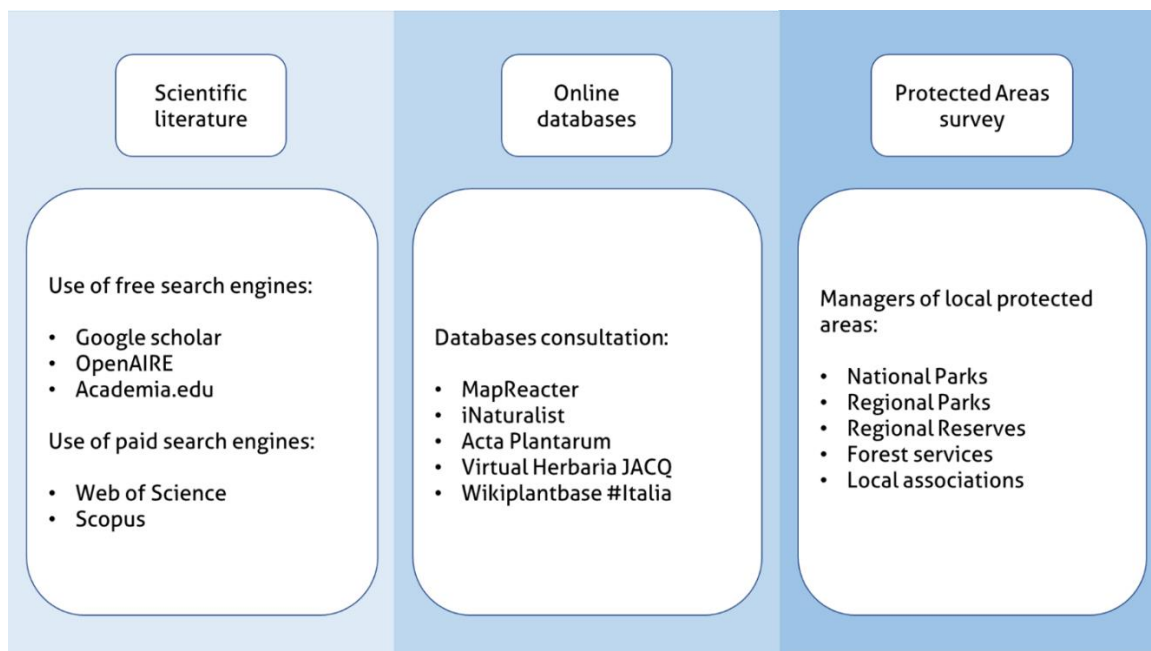 Scientific
literature
Use of free search engines:
• Google scholar
• OpenAIRE
• Academia.edu
Use of paid search engines:
• Web of Science
• Scopus
Online
databases
Databases consultation:
• MapReacter
• iNaturalist
• Acta Plantarum
• Virtual Herbaria JACQ
• Wikiplantbase #Italia
Protected Areas
survey
Managers of local protected
areas:
• National Parks
• Regional Parks
• Regional Reserves
• Forest services
• Local associations